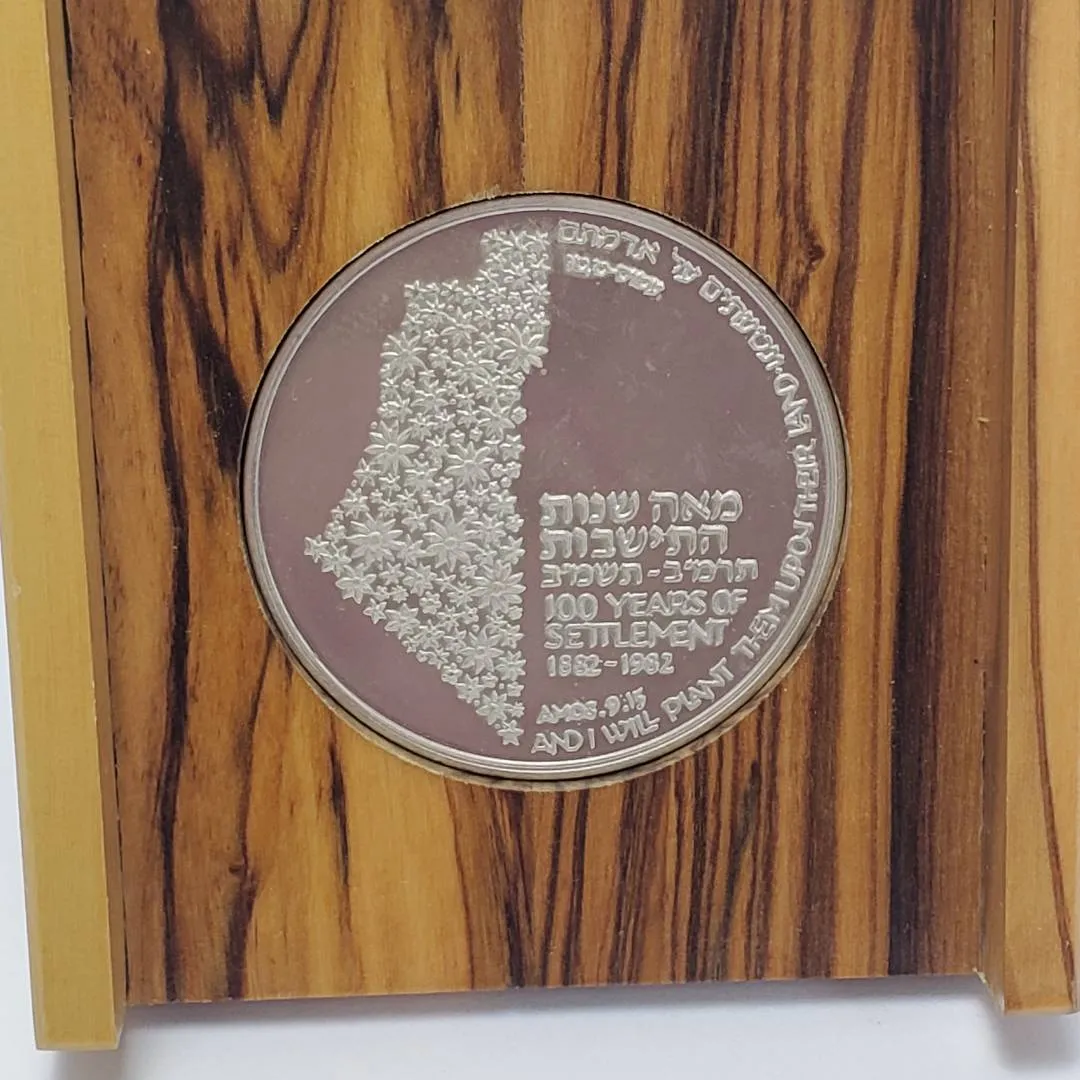 ונטעתים על אדמתם
עמוס ט׳ ט״ו
מאה שנות
התישבות
תרמ״ב - תשמ״ב
100 YEARS OF
SETTLEMENT
1882-1982
AMOS. 9:15
AND I WILL PLANT THEM UPON THEIR LAND